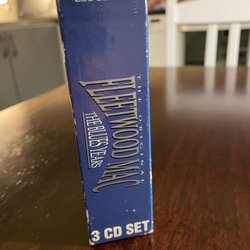 THE ORIGINAL
FLEETWOOD MAC
THE BLUES YEARS
3 CD SET